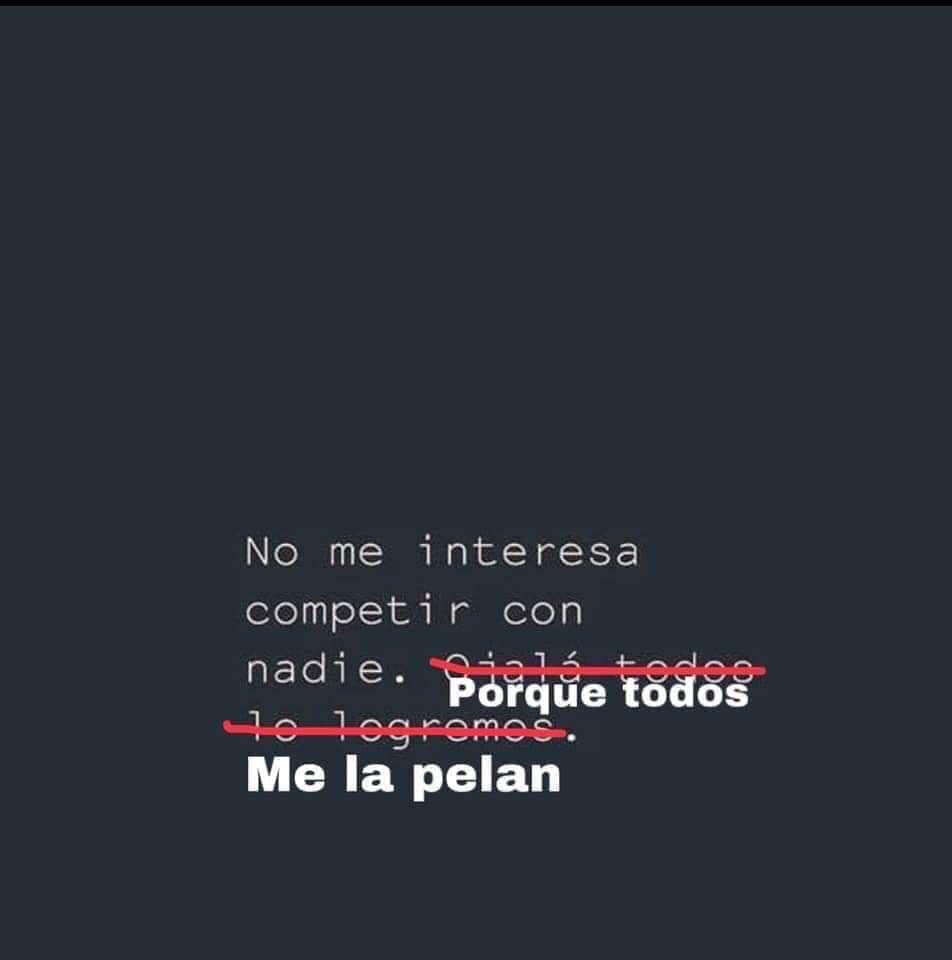 No me interesa
competir con
nadie. Ojalá todos
Porque todos
lo logremos.
Me la pelan